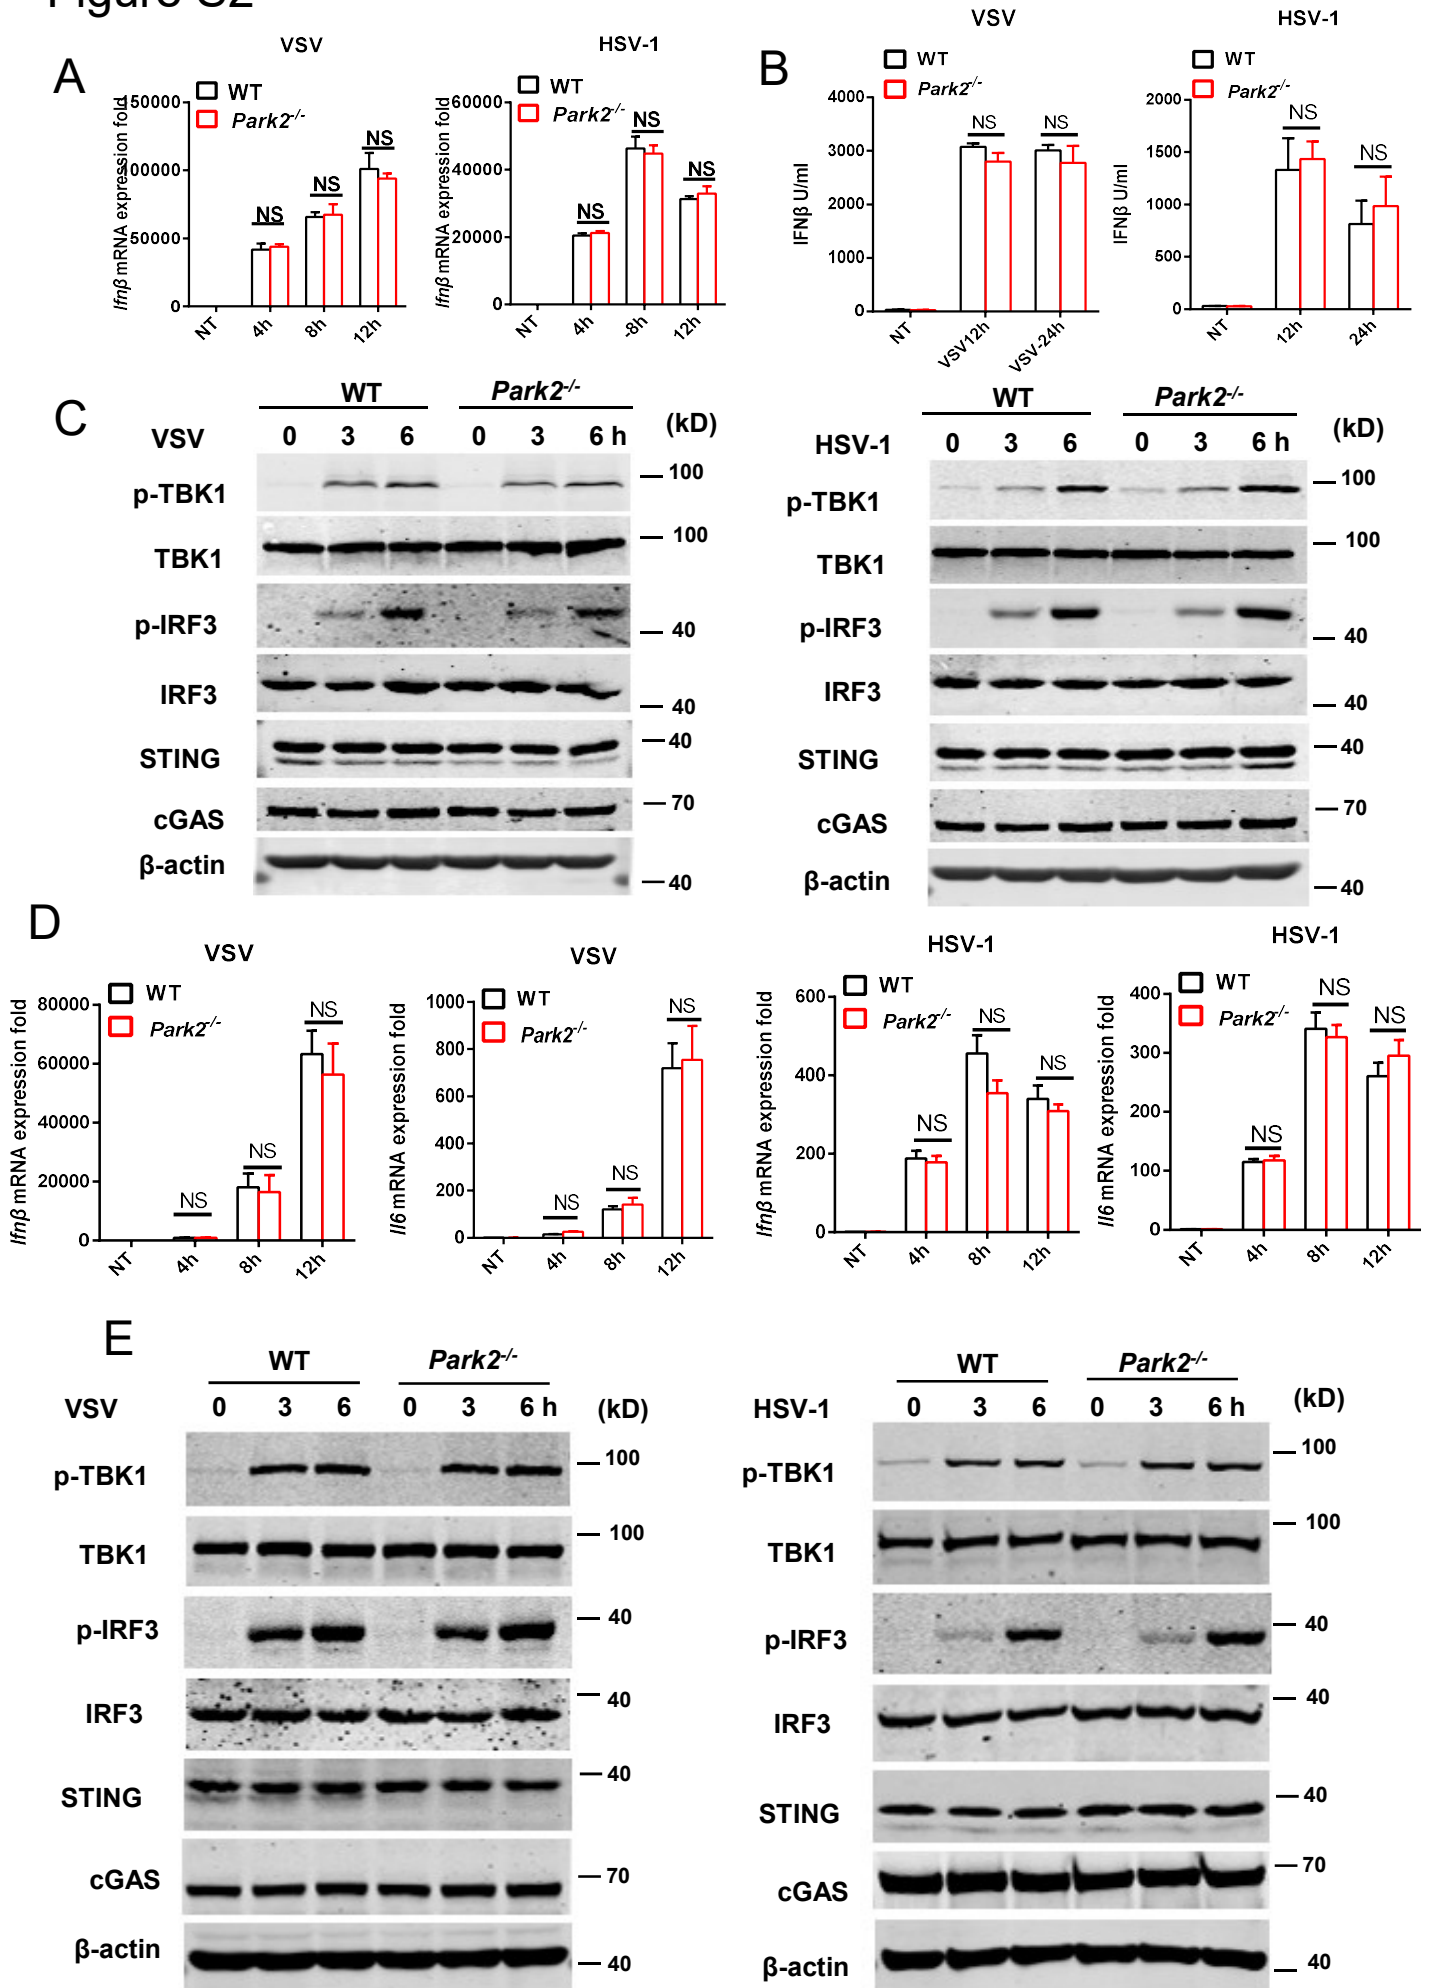 Figure S2
A
VSV
WT
Park2-/-
Ifnβ mRNA expression fold
150000
100000
50000
0
NS
NS
NS
NT
4h
8h
12h
HSV-1
WT
Park2-/-
Ifnβ mRNA expression fold
60000
40000
20000
0
NS
NS
NS
NT
4h
-8h
12h
B
VSV
WT
Park2-/-
IFNβ U/ml
4000
3000
2000
1000
0
NS
NS
NT
VSV12h
VSV-24h
HSV-1
WT
Park2-/-
IFNβ U/ml
2000
1500
1000
500
0
NS
NS
NT
12h
24h
C
WT
Park2-/-
VSV
0 3 6 0 3 6 h
(kD)
p-TBK1
100
TBK1
100
p-IRF3
40
IRF3
40
STING
40
cGAS
70
β-actin
40
WT
Park2-/-
HSV-1
0 3 6 0 3 6 h
(kD)
p-TBK1
100
TBK1
100
p-IRF3
40
IRF3
40
STING
40
cGAS
70
β-actin
40
D
VSV
WT
Park2-/-
Ifnβ mRNA expression fold
80000
60000
40000
20000
0
NS
NS
NS
NT
4h
8h
12h
VSV
WT
Park2-/-
Il6 mRNA expression fold
1000
800
600
400
200
0
NS
NS
NS
NT
4h
8h
12h
HSV-1
WT
Park2-/-
Ifnβ mRNA expression fold
600
400
200
0
NS
NS
NS
NT
4h
8h
12h
HSV-1
WT
Park2-/-
Il6 mRNA expression fold
400
300
200
100
0
NS
NS
NS
NT
4h
8h
12h
E
WT
Park2-/-
VSV
0 3 6 0 3 6 h
(kD)
p-TBK1
100
TBK1
100
p-IRF3
40
IRF3
40
STING
40
cGAS
70
β-actin
40
WT
Park2-/-
HSV-1
0 3 6 0 3 6 h
(kD)
p-TBK1
100
TBK1
100
p-IRF3
40
IRF3
40
STING
40
cGAS
70
β-actin
40